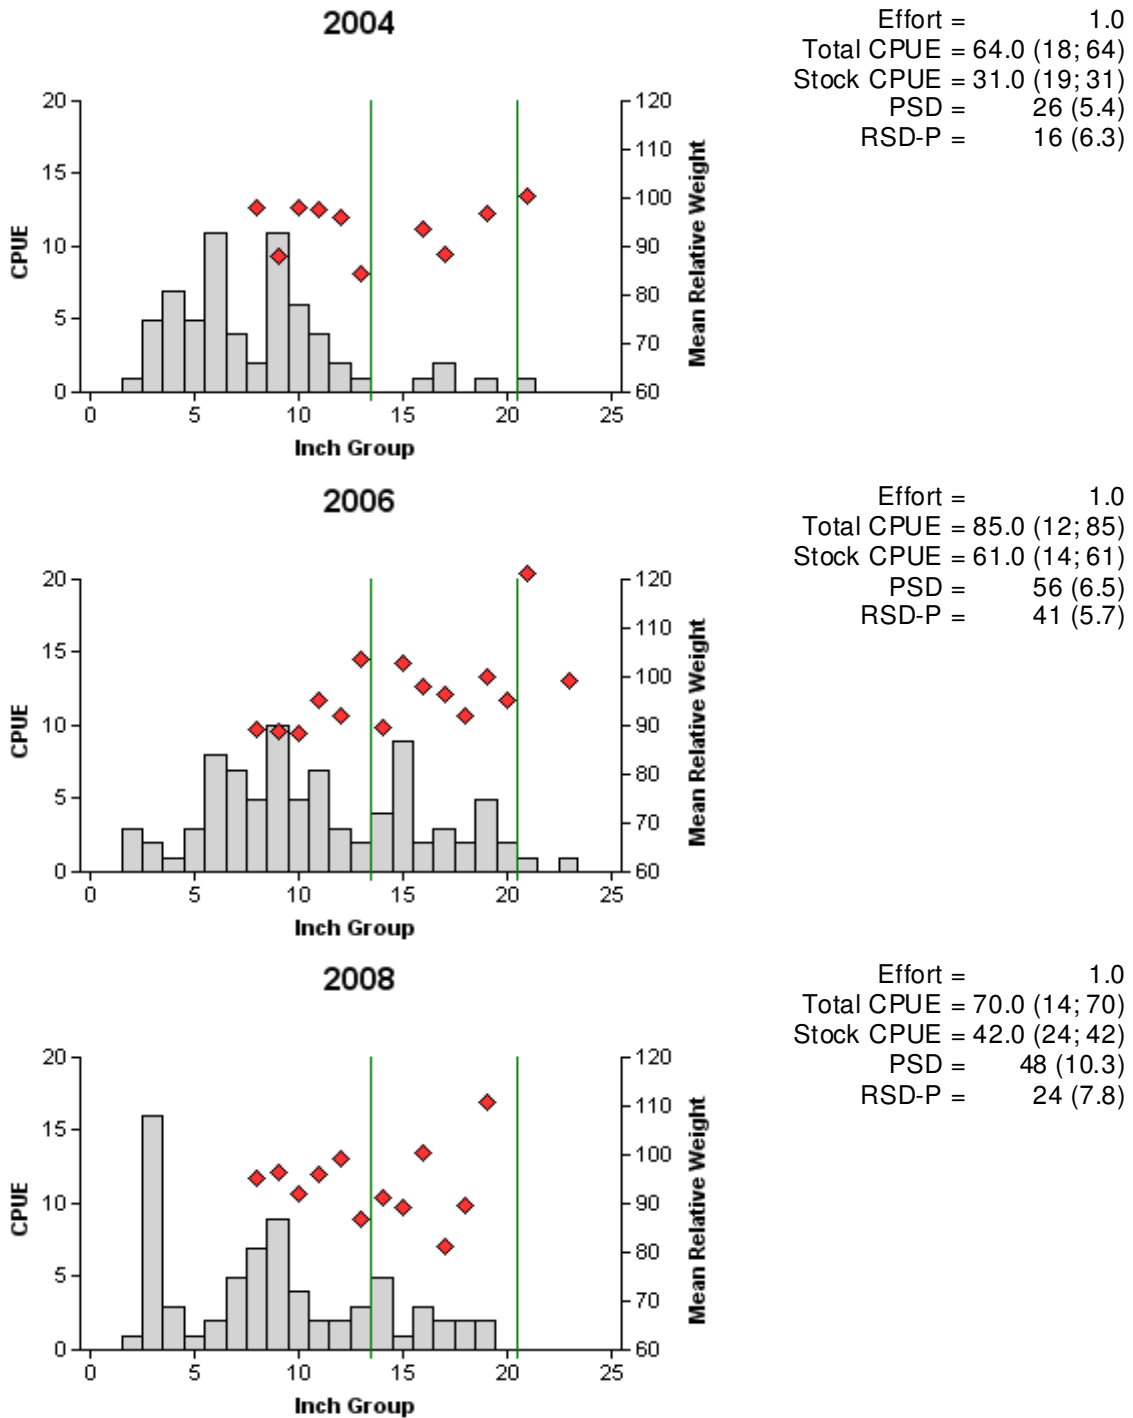 2004
Effort = 1.0
Total CPUE = 64.0 (18; 64)
Stock CPUE = 31.0 (19; 31)
PSD = 26 (5.4)
RSD-P = 16 (6.3)
20
15
10
5
0
CPUE
120
110
100
90
80
70
60
Mean Relative Weight
0 5 10 15 20 25
Inch Group
2006
Effort = 1.0
Total CPUE = 85.0 (12; 85)
Stock CPUE = 61.0 (14; 61)
PSD = 56 (6.5)
RSD-P = 41 (5.7)
20
15
10
5
0
CPUE
120
110
100
90
80
70
60
Mean Relative Weight
0 5 10 15 20 25
Inch Group
2008
Effort = 1.0
Total CPUE = 70.0 (14; 70)
Stock CPUE = 42.0 (24; 42)
PSD = 48 (10.3)
RSD-P = 24 (7.8)
20
15
10
5
0
CPUE
120
110
100
90
80
70
60
Mean Relative Weight
0 5 10 15 20 25
Inch Group